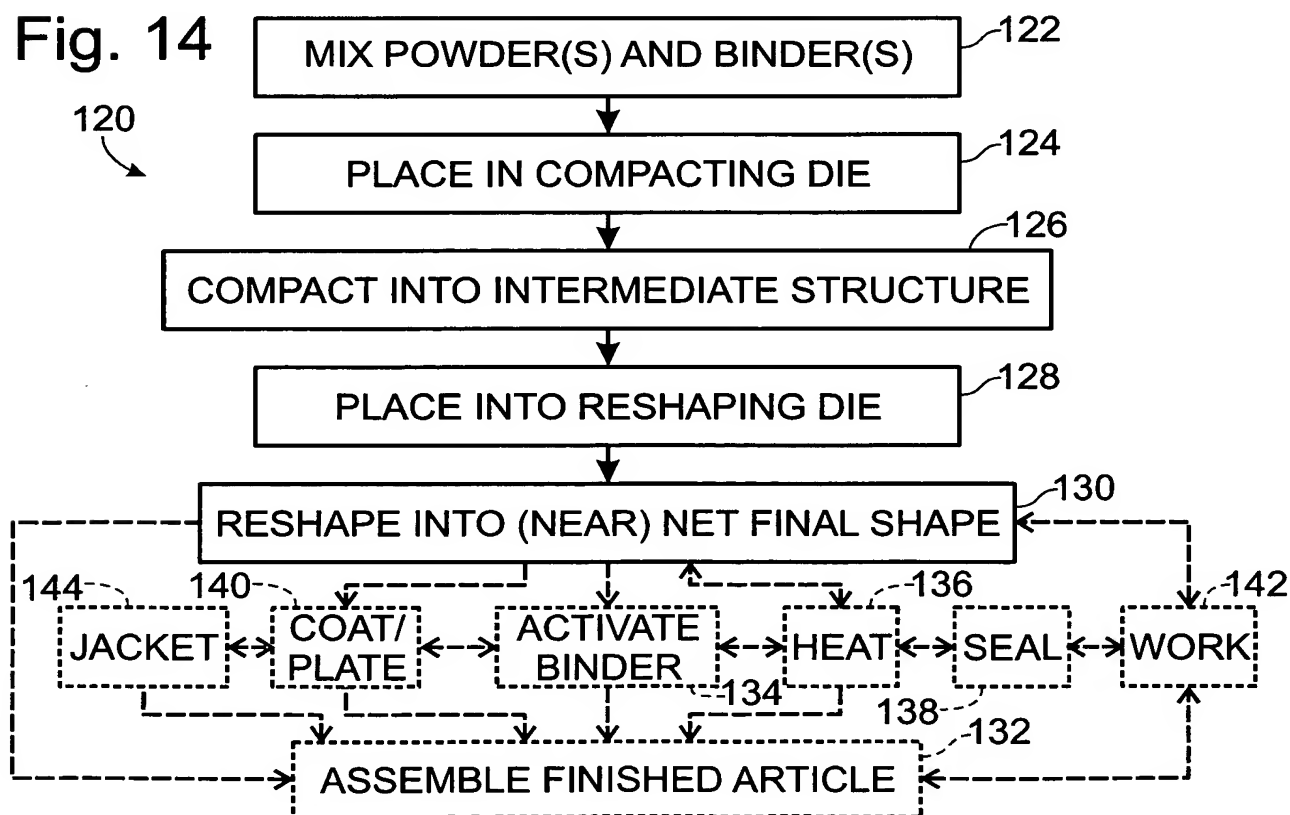 Fig. 14
120
MIX POWDER(S) AND BINDER(S)
122
PLACE IN COMPACTING DIE
124
COMPACT INTO INTERMEDIATE STRUCTURE
126
PLACE INTO RESHAPING DIE
128
RESHAPE INTO (NEAR) NET FINAL SHAPE
130
144
140
136
142
JACKET
COAT/
PLATE
ACTIVATE
BINDER
HEAT
SEAL
WORK
134
138
132
ASSEMBLE FINISHED ARTICLE